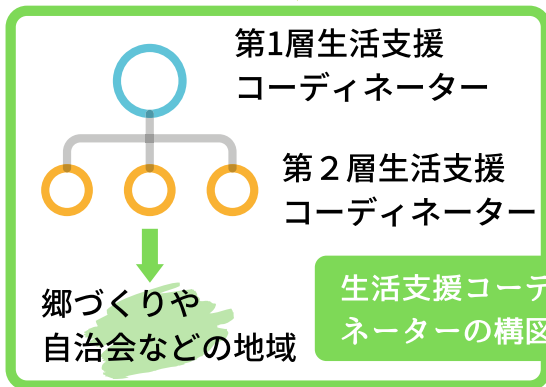 第1層生活支援
コーディネーター
第２層生活支援
コーディネーター
郷づくりや
自治会などの地域
生活支援コーデ
ネーターの構図